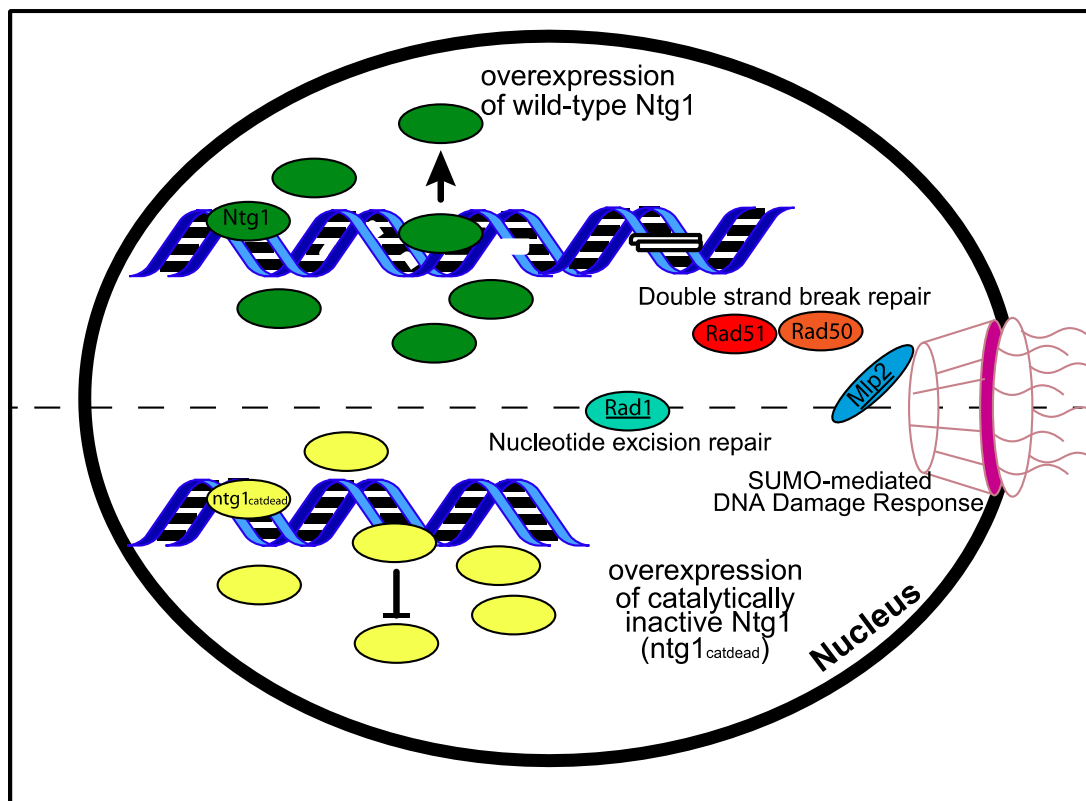 overexpression
of wild-type Ntg1
Ntg1
Double strand break repair
Rad51
Rad50
Mlp2
Rad1
Nucleotide excision repair
SUMO-mediated
DNA Damage Response
ntg1catdead
overexpression
of catalytically
inactive Ntg1
(ntg1catdead)
Nucleus